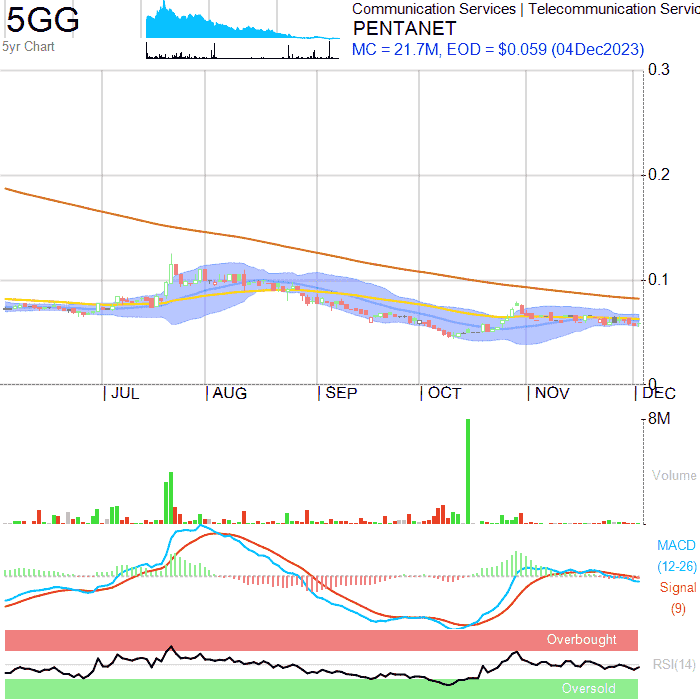 5GG
5yr Chart
Communication Services | Telecommunication Servic
PENTANET
MC = 21.7M, EOD = $0.059 (04Dec2023)
0.3
0.2
0.1
0
JUL
AUG
SEP
OCT
NOV
DEC
8M
Volume
MACD
(12-26)
Signal
(9)
Overbought
RSI(14)
Oversold